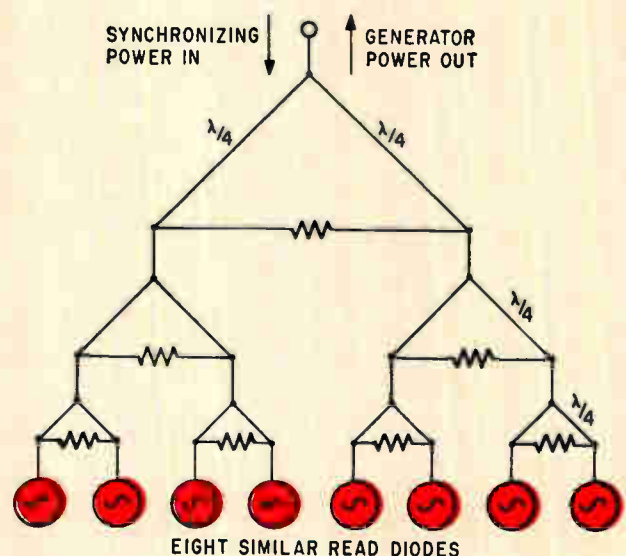 SYNCHRONIZING
POWER IN
GENERATOR
POWER OUT
λ/4
λ/4
λ/4
λ/4
EIGHT SIMILAR READ DIODES